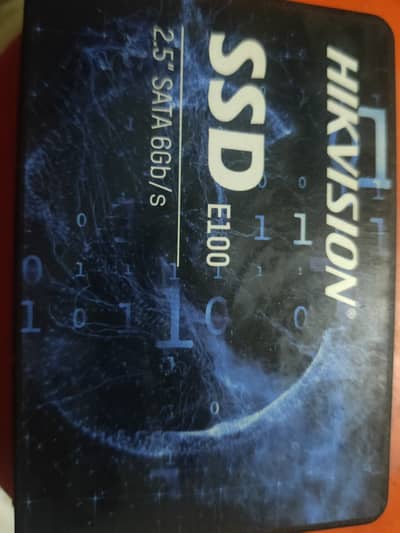 HIKVISION®
SSD E100
2.5" SATA 6Gb/s